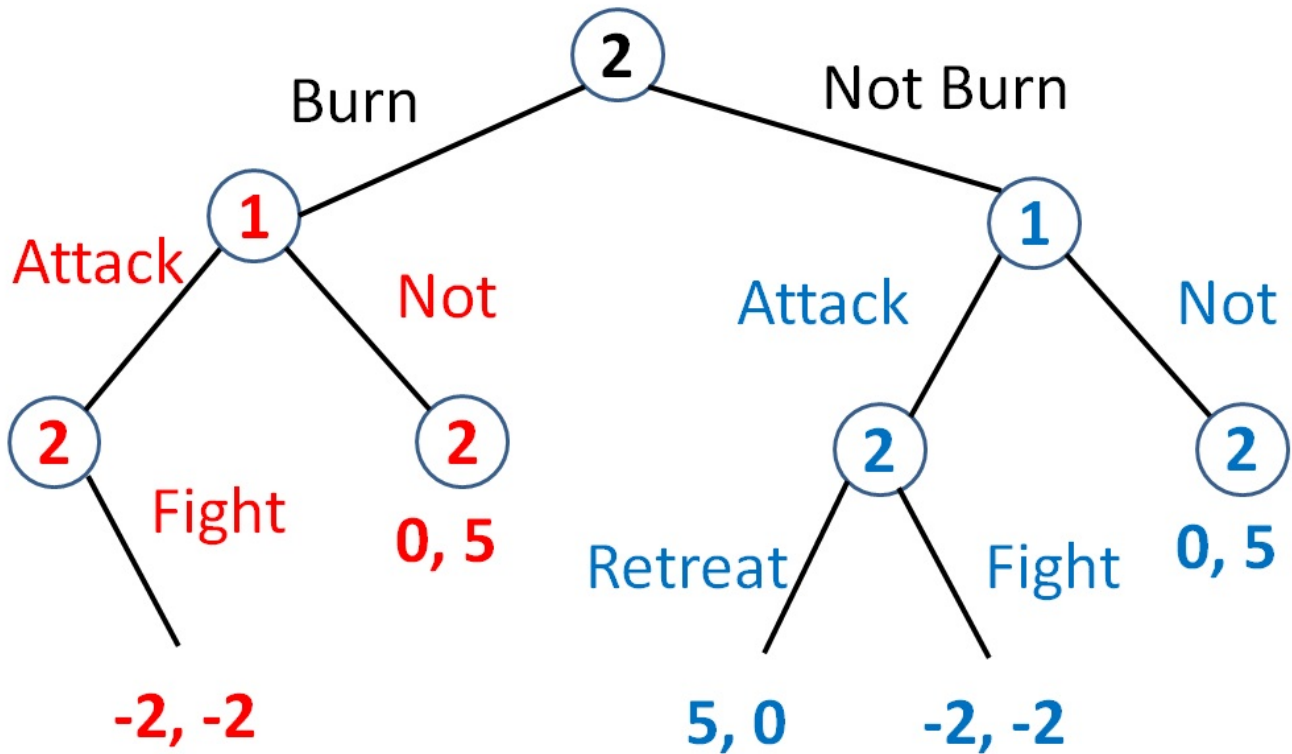 2
Burn
Not Burn
1
1
Attack
Not
Attack
Not
2
2
2
2
Fight
0, 5
Retreat
Fight
0, 5
-2, -2
5, 0
-2, -2